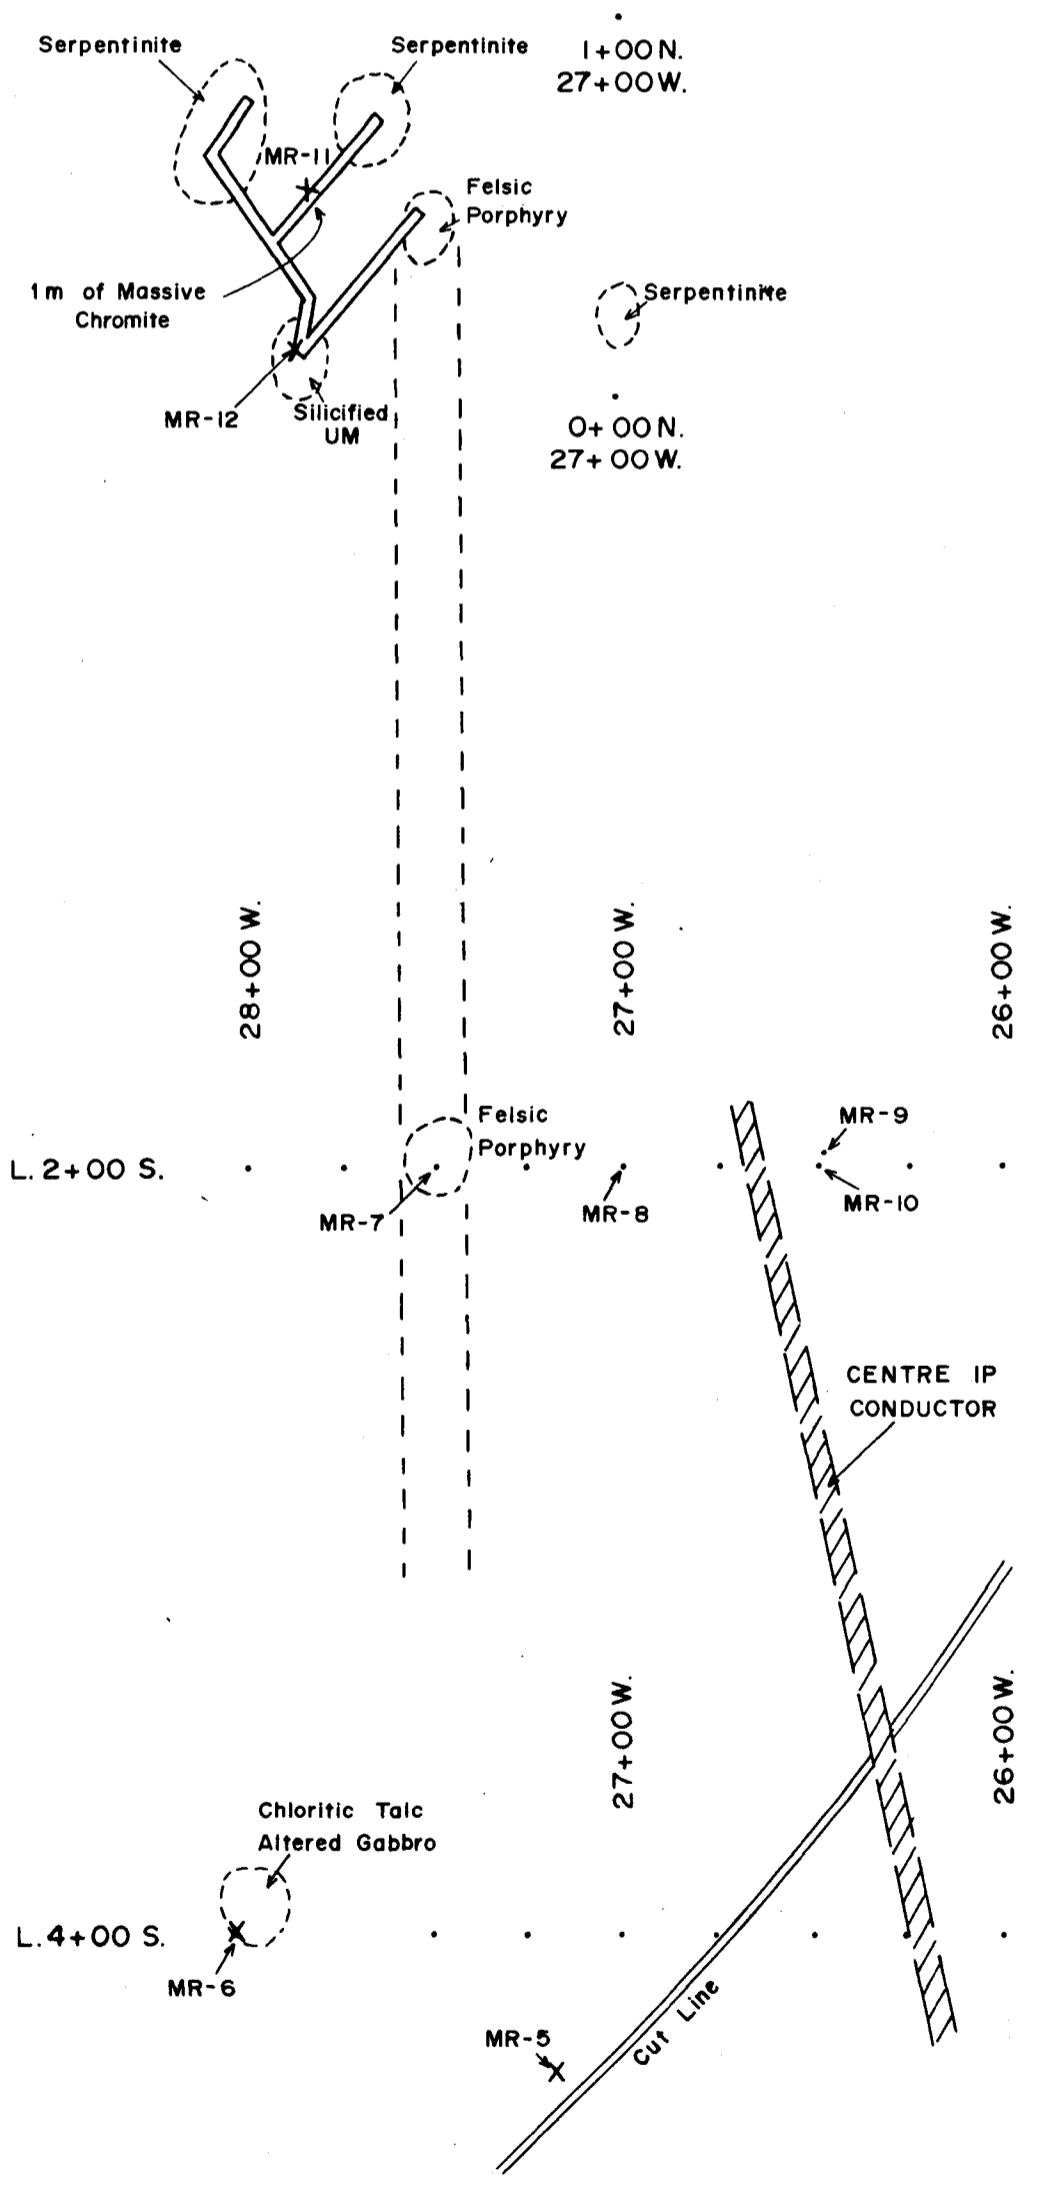 Serpentinite
Serpentinite
1+00 N.
27+00 W.
MR-11
Felsic
Porphyry
1m of Massive
Chromite
Serpentinite
MR-12
Silicified
UM
0+00 N.
27+00 W.
28+00 W.
27+00 W.
26+00 W.
Felsic
Porphyry
MR-9
L. 2+00 S.
MR-7
MR-8
MR-10
CENTRE IP
CONDUCTOR
27+00 W.
26+00 W.
Chloritic Talc
Altered Gabbro
L. 4+00 S.
MR-6
Cut Line
MR-5